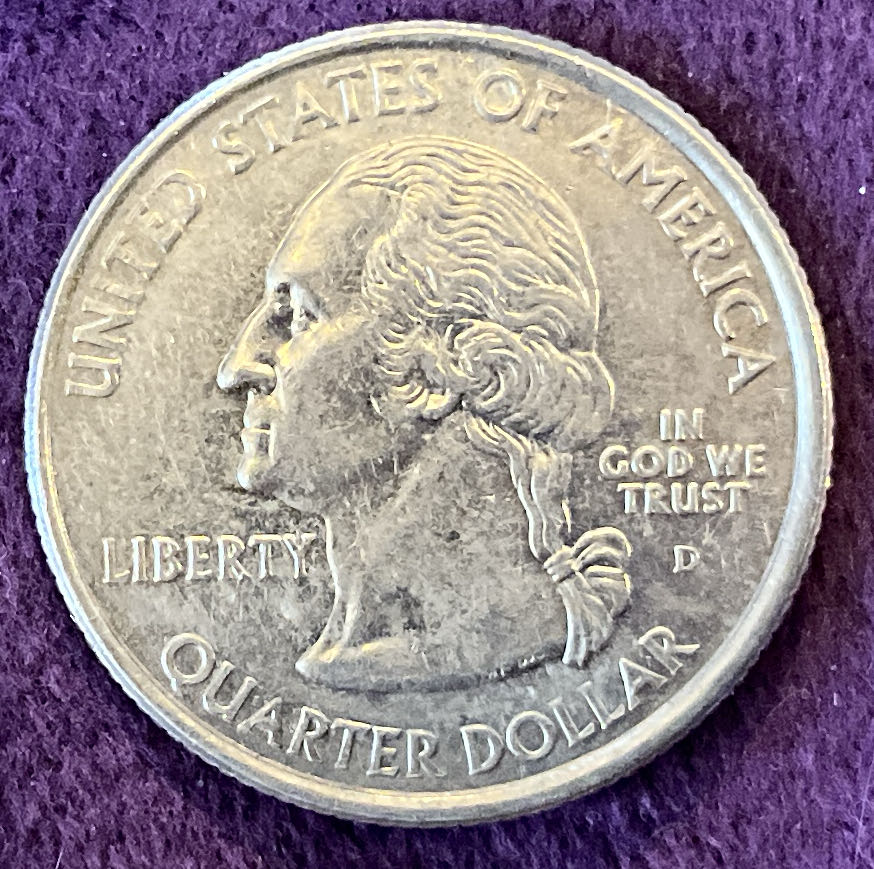 UNITED STATES OF AMERICA
IN
GOD WE
TRUST
LIBERTY
D
QUARTER DOLLAR